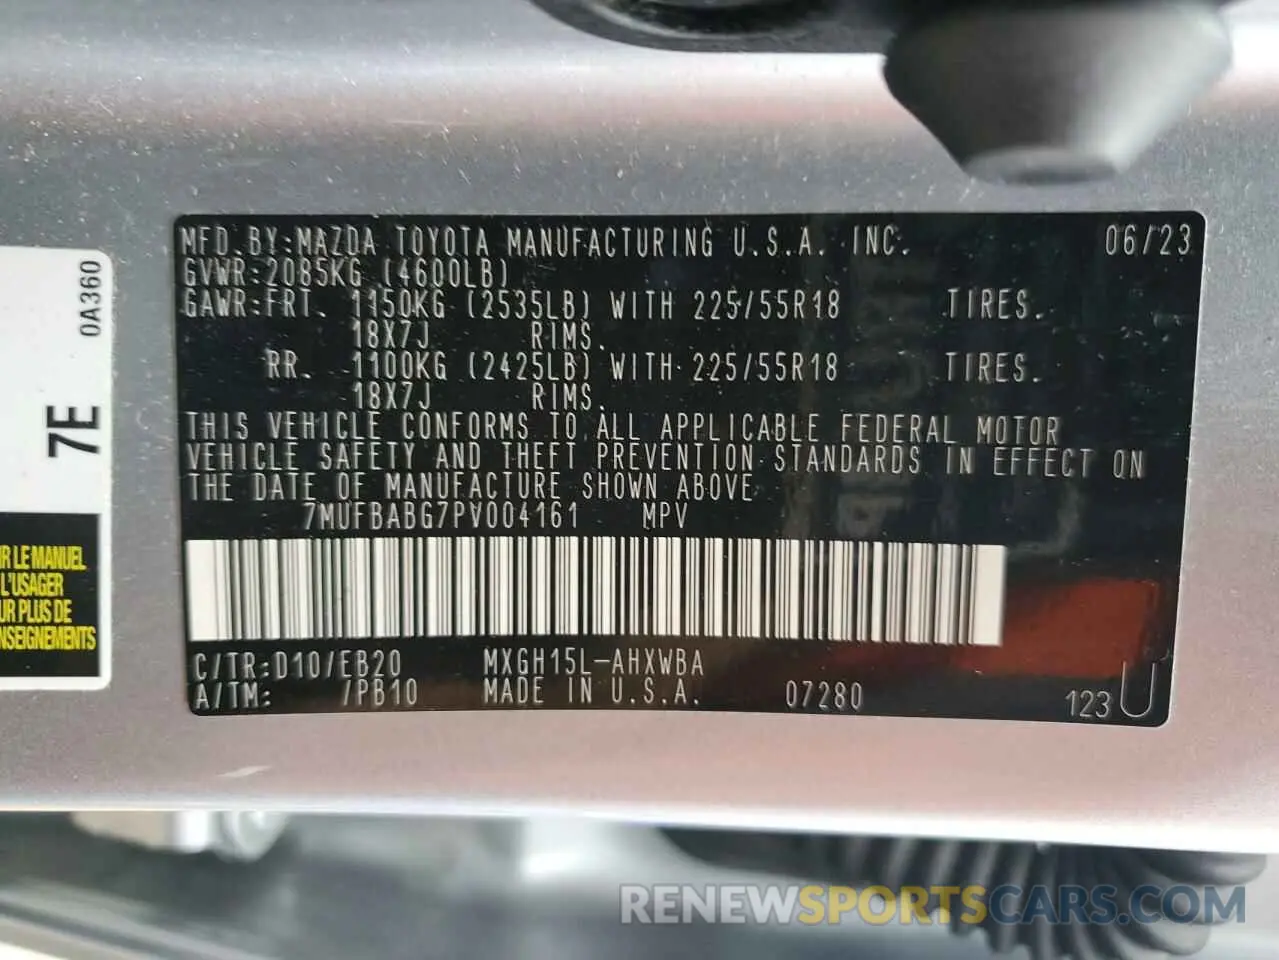 MFD.BY:MAZDA TOYOTA MANUFACTURING U.S.A. INC. 06/23
GVWR:2085KG (4600LB)
GAWR:FRT. 1150KG (2535LB) WITH 225/55R18 TIRES.
18X7J RIMS.
RR. 1100KG (2425LB) WITH 225/55R18 TIRES.
18X7J RIMS.
THIS VEHICLE CONFORMS TO ALL APPLICABLE FEDERAL MOTOR
VEHICLE SAFETY AND THEFT PREVENTION STANDARDS IN EFFECT ON
THE DATE OF MANUFACTURE SHOWN ABOVE
7MUFBABG7PV004161 MPV
C/TR:D10/EB20 MXGH15L-AHXWBA
A/TM: /PB10 MADE IN U.S.A. 07280 123 U
0A360
7E
R LE MANUEL
L'USAGER
UR PLUS DE
NSEIGNEMENTS
RENEWSPORTSCARS.COM